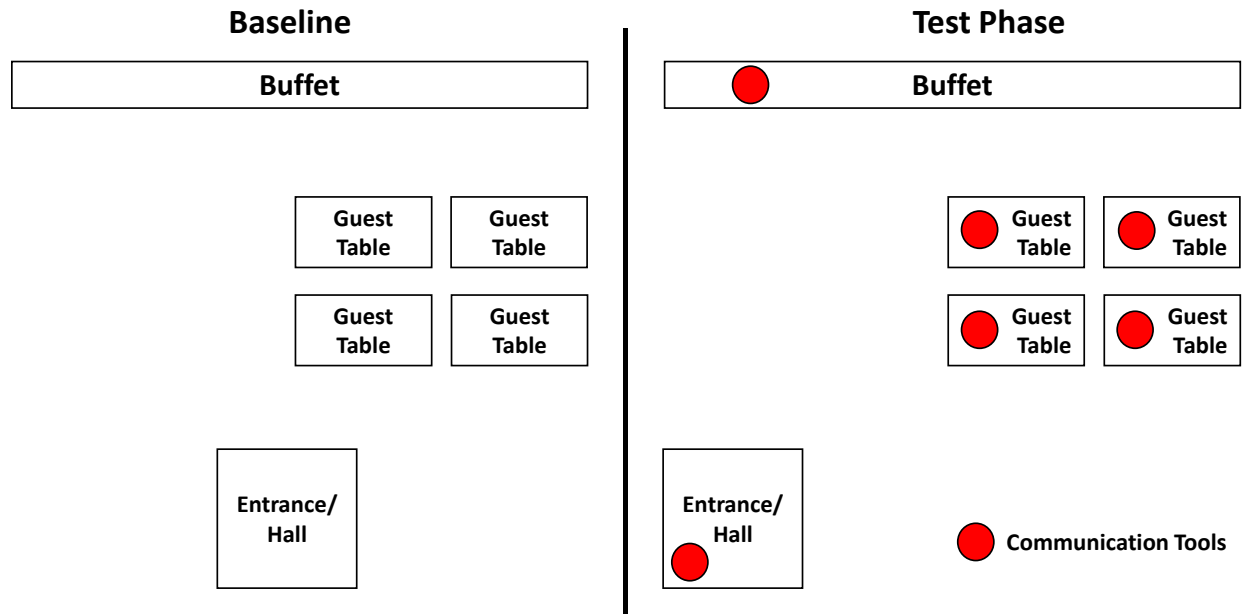 Baseline
Buffet
Guest
Table
Guest
Table
Guest
Table
Guest
Table
Entrance/
Hall
Test Phase
Buffet
Guest
Table
Guest
Table
Guest
Table
Guest
Table
Entrance/
Hall
Communication Tools